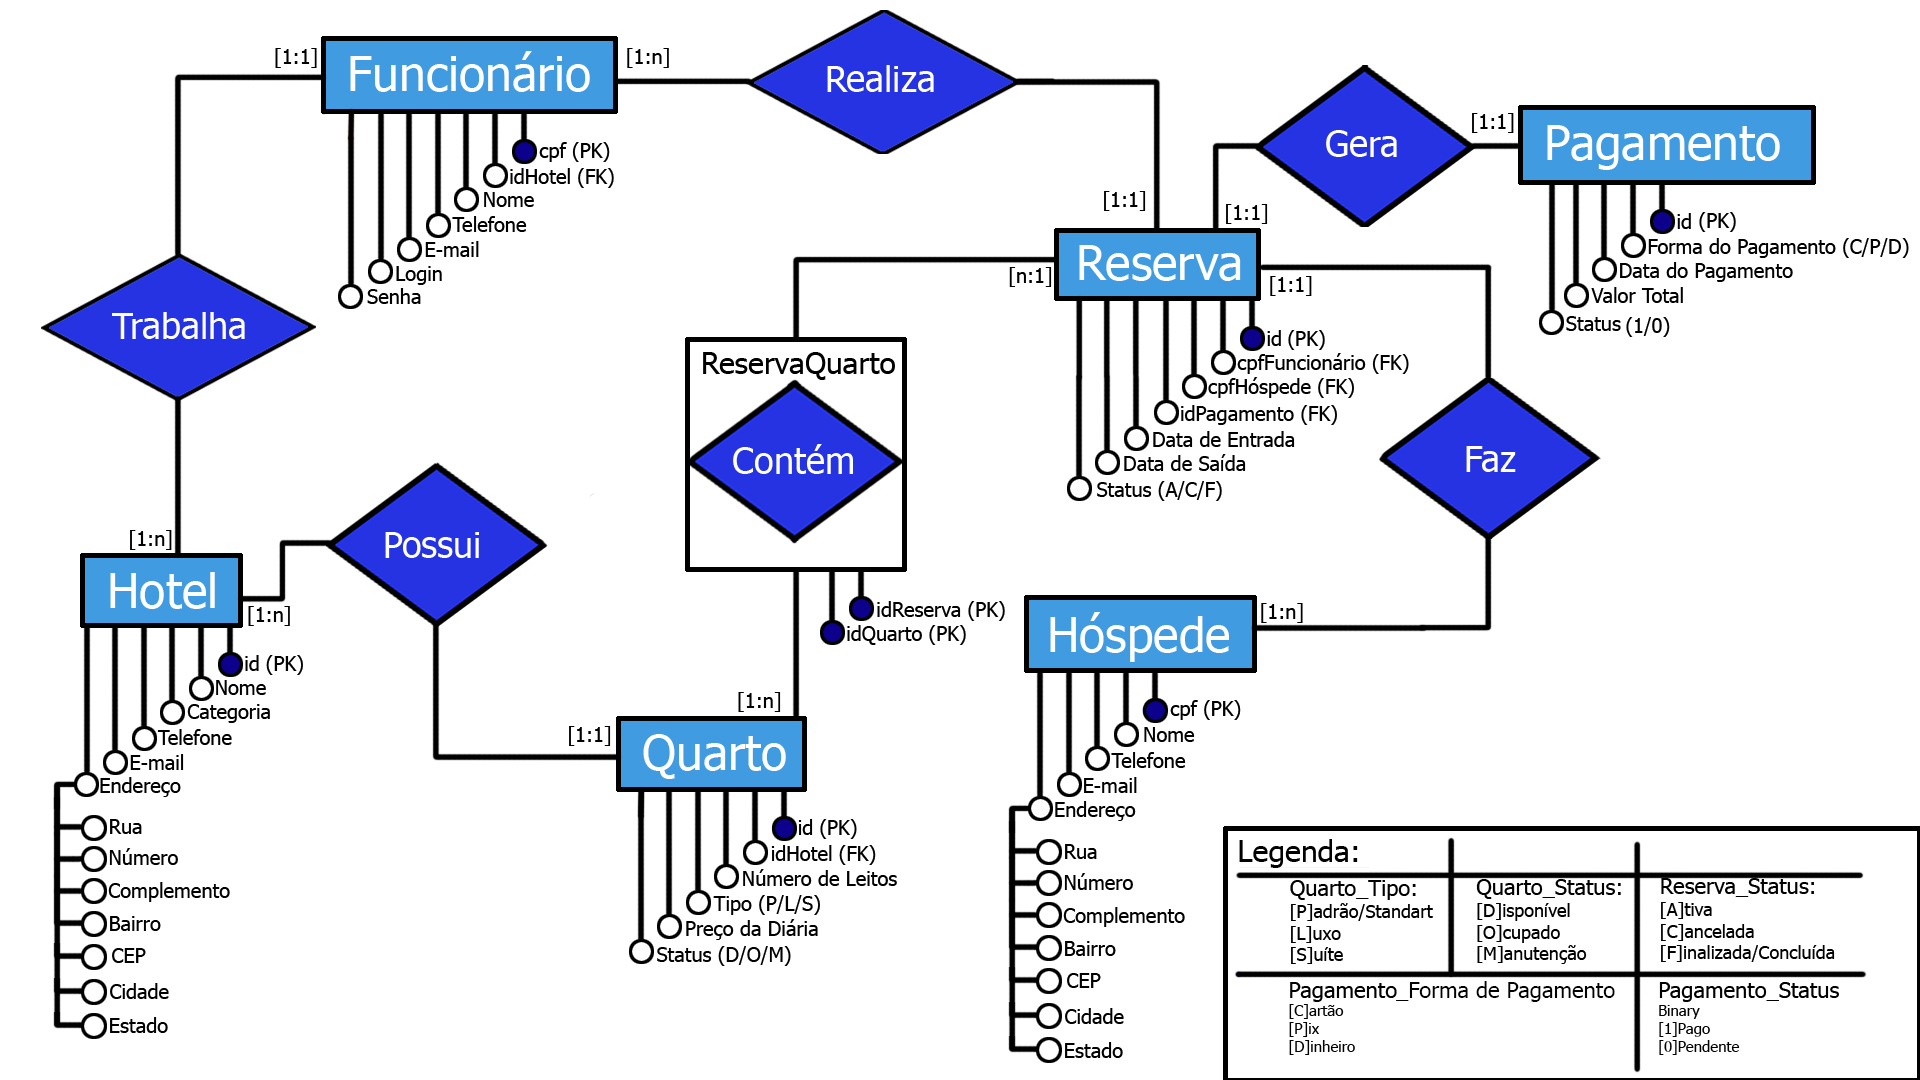 [1:1]
Funcionário
[1:n]
Realiza
cpf (PK)
idHotel (FK)
Nome
Telefone
E-mail
Login
Senha
Gera
[1:1]
Pagamento
id (PK)
Forma do Pagamento (C/P/D)
Data do Pagamento
Valor Total
Status (1/0)
[1:1]
[1:1]
[n:1]
Reserva
[1:1]
id (PK)
cpfFuncionário (FK)
cpfHóspede (FK)
idPagamento (FK)
Data de Entrada
Data de Saída
Status (A/C/F)
Trabalha
ReservaQuarto
Contém
idReserva (PK)
idQuarto (PK)
Faz
[1:n]
Hotel
[1:n]
Possui
id (PK)
Nome
Categoria
Telefone
E-mail
Endereço
Rua
Número
Complemento
Bairro
CEP
Cidade
Estado
[1:n]
[1:1]
Quarto
id (PK)
idHotel (FK)
Número de Leitos
Tipo (P/L/S)
Preço da Diária
Status (D/O/M)
Hóspede
[1:n]
cpf (PK)
Nome
Telefone
E-mail
Endereço
Rua
Número
Complemento
Bairro
CEP
Cidade
Estado
Legenda:
Quarto_Tipo:
[P]adrão/Standart
[L]uxo
[S]uíte
Quarto_Status:
[D]isponível
[O]cupado
[M]anutenção
Reserva_Status:
[A]tiva
[C]ancelada
[F]inalizada/Concluída
Pagamento_Forma de Pagamento
[C]artão
[P]ix
[D]inheiro
Pagamento_Status
Binary
[1]Pago
[0]Pendente